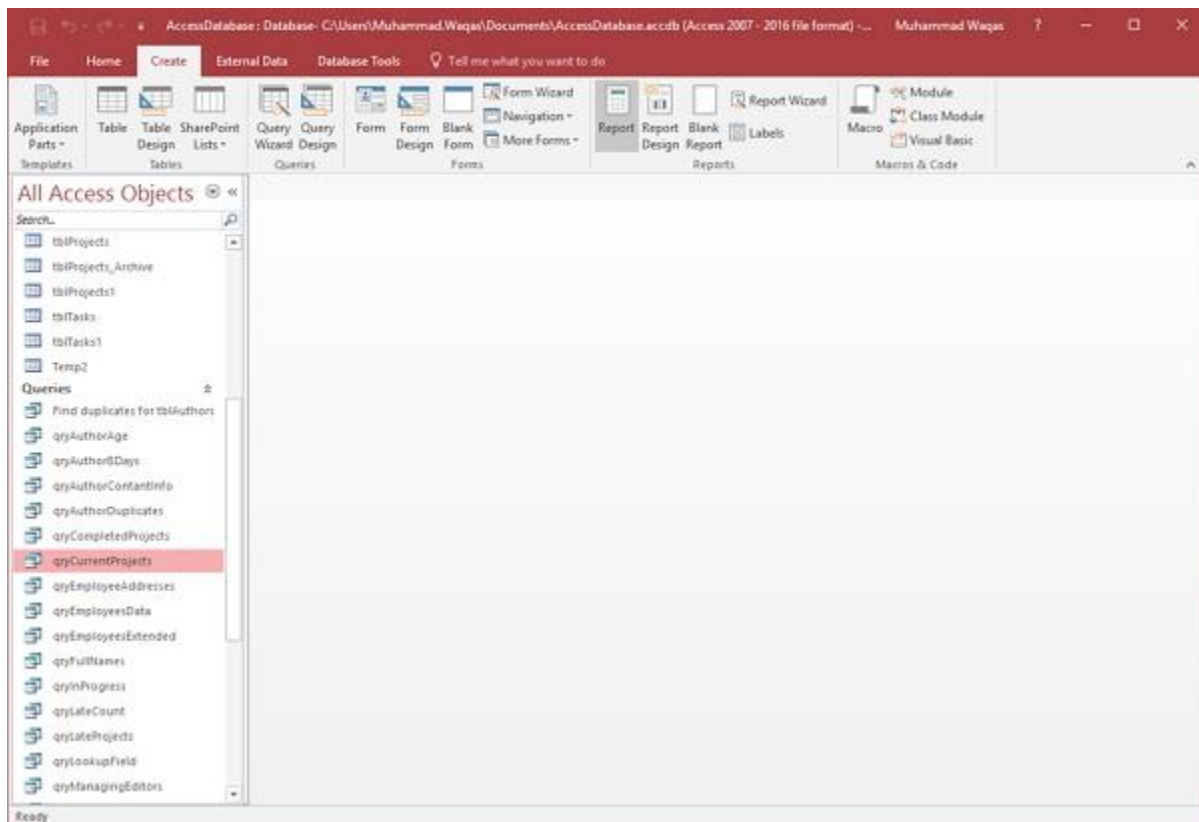 AccessDatabase : Database- C:\Users\Muhammad.Waqas\Documents\AccessDatabase.accdb (Access 2007 - 2016 file format) -... Muhammad Waqas ?
File Home Create External Data Database Tools Tell me what you want to do
Application Parts
Table
Table Design
SharePoint Lists
Query Wizard
Query Design
Form
Form Design
Blank Form
Form Wizard
Navigation
More Forms
Report
Report Design
Blank Report
Report Wizard
Labels
Macro
Module
Class Module
Visual Basic
Templates Tables Queries Forms Reports Macros & Code
All Access Objects
Search...
tblProjects
tblProjects_Archive
tblProjects1
tblTasks
tblTasks1
Temp2
Queries
Find duplicates for tblAuthors
qryAuthorAge
qryAuthorBDays
qryAuthorContantInfo
qryAuthorDuplicates
qryCompletedProjects
qryCurrentProjects
qryEmployeeAddresses
qryEmployeesData
qryEmployeesExtended
qryFullNames
qryInProgress
qryLateCount
qryLateProjects
qryLookupField
qryManagingEditors
Ready